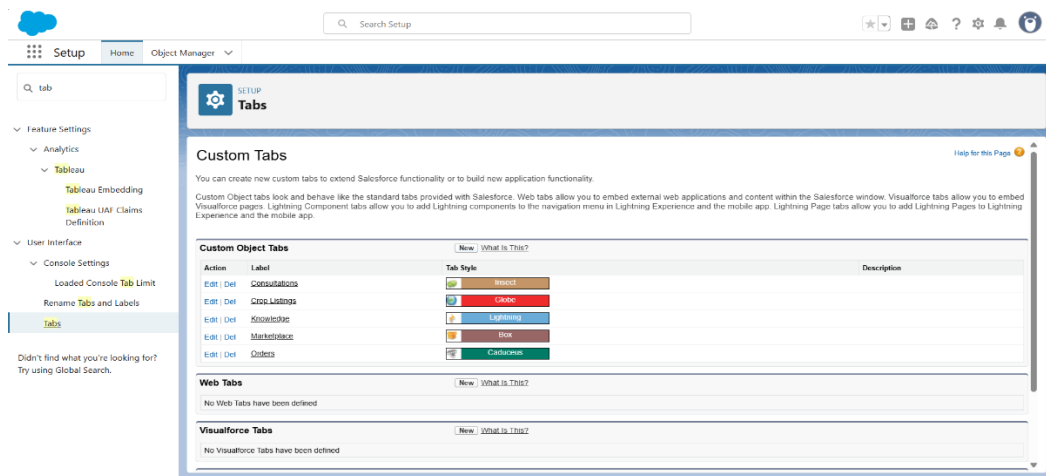 Search Setup
Setup
Home
Object Manager
tab
Feature Settings
Analytics
Tableau
Tableau Embedding
Tableau UAF Claims
Definition
User Interface
Console Settings
Loaded Console Tab Limit
Rename Tabs and Labels
Tabs
Didn't find what you're looking for?
Try using Global Search.
SETUP
Tabs
Custom Tabs
Help for this Page
You can create new custom tabs to extend Salesforce functionality or to build new application functionality.
Custom Object tabs look and behave like the standard tabs provided with Salesforce. Web tabs allow you to embed external web applications and content within the Salesforce window. Visualforce tabs allow you to embed
Visualforce pages. Lightning Component tabs allow you to add Lightning components to the navigation menu in Lightning Experience and the mobile app. Lightning Page tabs allow you to add Lightning Pages to Lightning
Experience and the mobile app.
Custom Object Tabs New What Is This?
Action Label Tab Style Description
Edit | Del Consultations Insect
Edit | Del Crop Listings Globe
Edit | Del Knowledge Lightning
Edit | Del Marketplace Box
Edit | Del Orders Caduceus
Web Tabs New What Is This?
No Web Tabs have been defined
Visualforce Tabs New What Is This?
No Visualforce Tabs have been defined